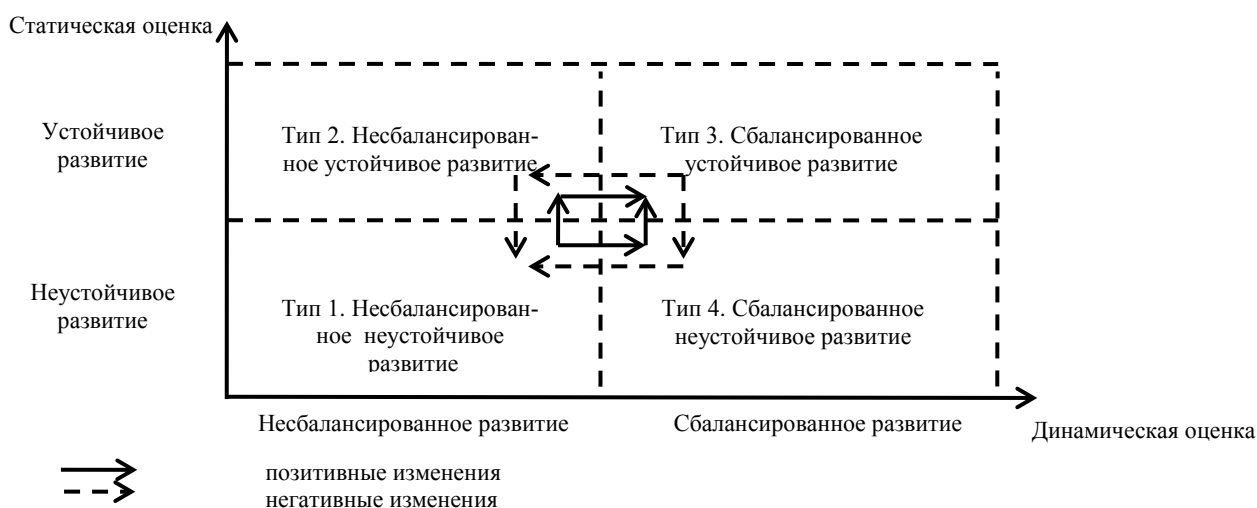 Статическая оценка
Устойчивое
развитие
Тип 2. Несбалансирован-
ное устойчивое развитие
Тип 3. Сбалансированное
устойчивое развитие
Неустойчивое
развитие
Тип 1. Несбалансирован-
ное неустойчивое
развитие
Тип 4. Сбалансированное
неустойчивое развитие
Несбалансированное развитие
Сбалансированное развитие
Динамическая оценка
позитивные изменения
негативные изменения